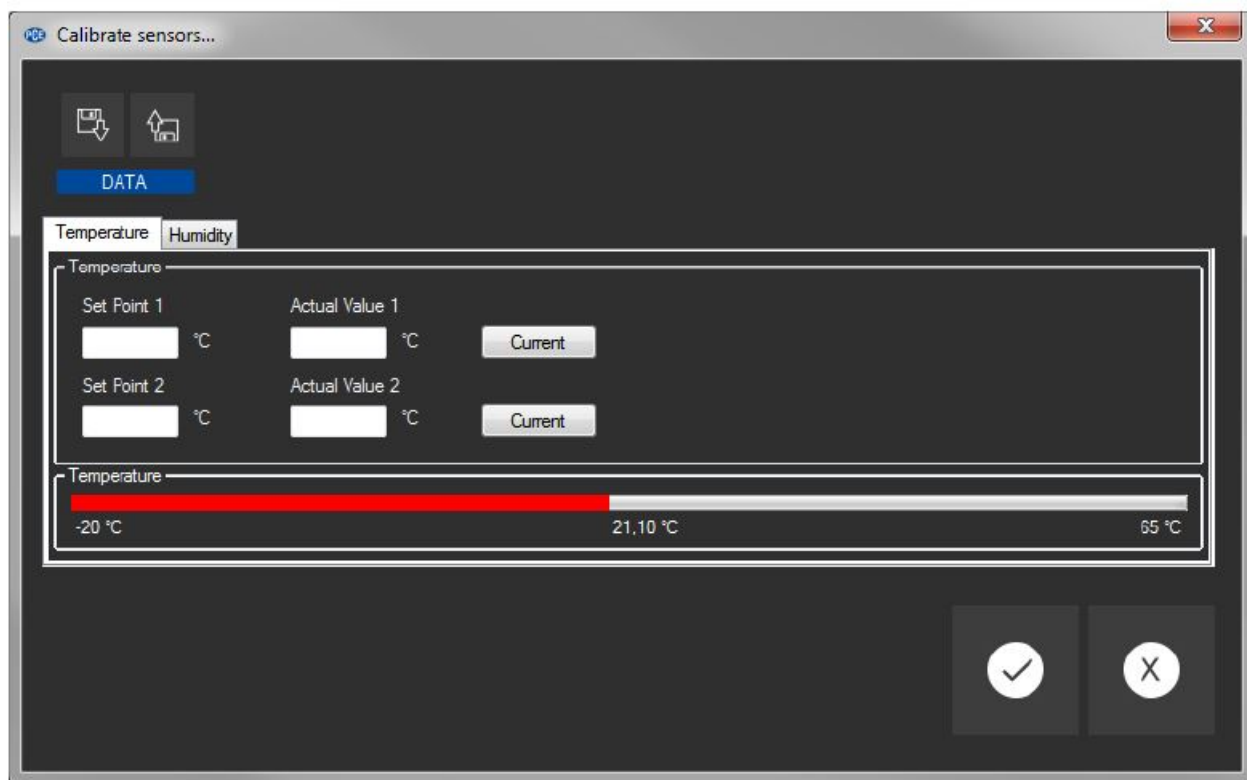 PCE Calibrate sensors...
X
DATA
Temperature Humidity
Temperature
Set Point 1 Actual Value 1
°C °C Current
Set Point 2 Actual Value 2
°C °C Current
Temperature
-20 °C 21,10 °C 65 °C
X